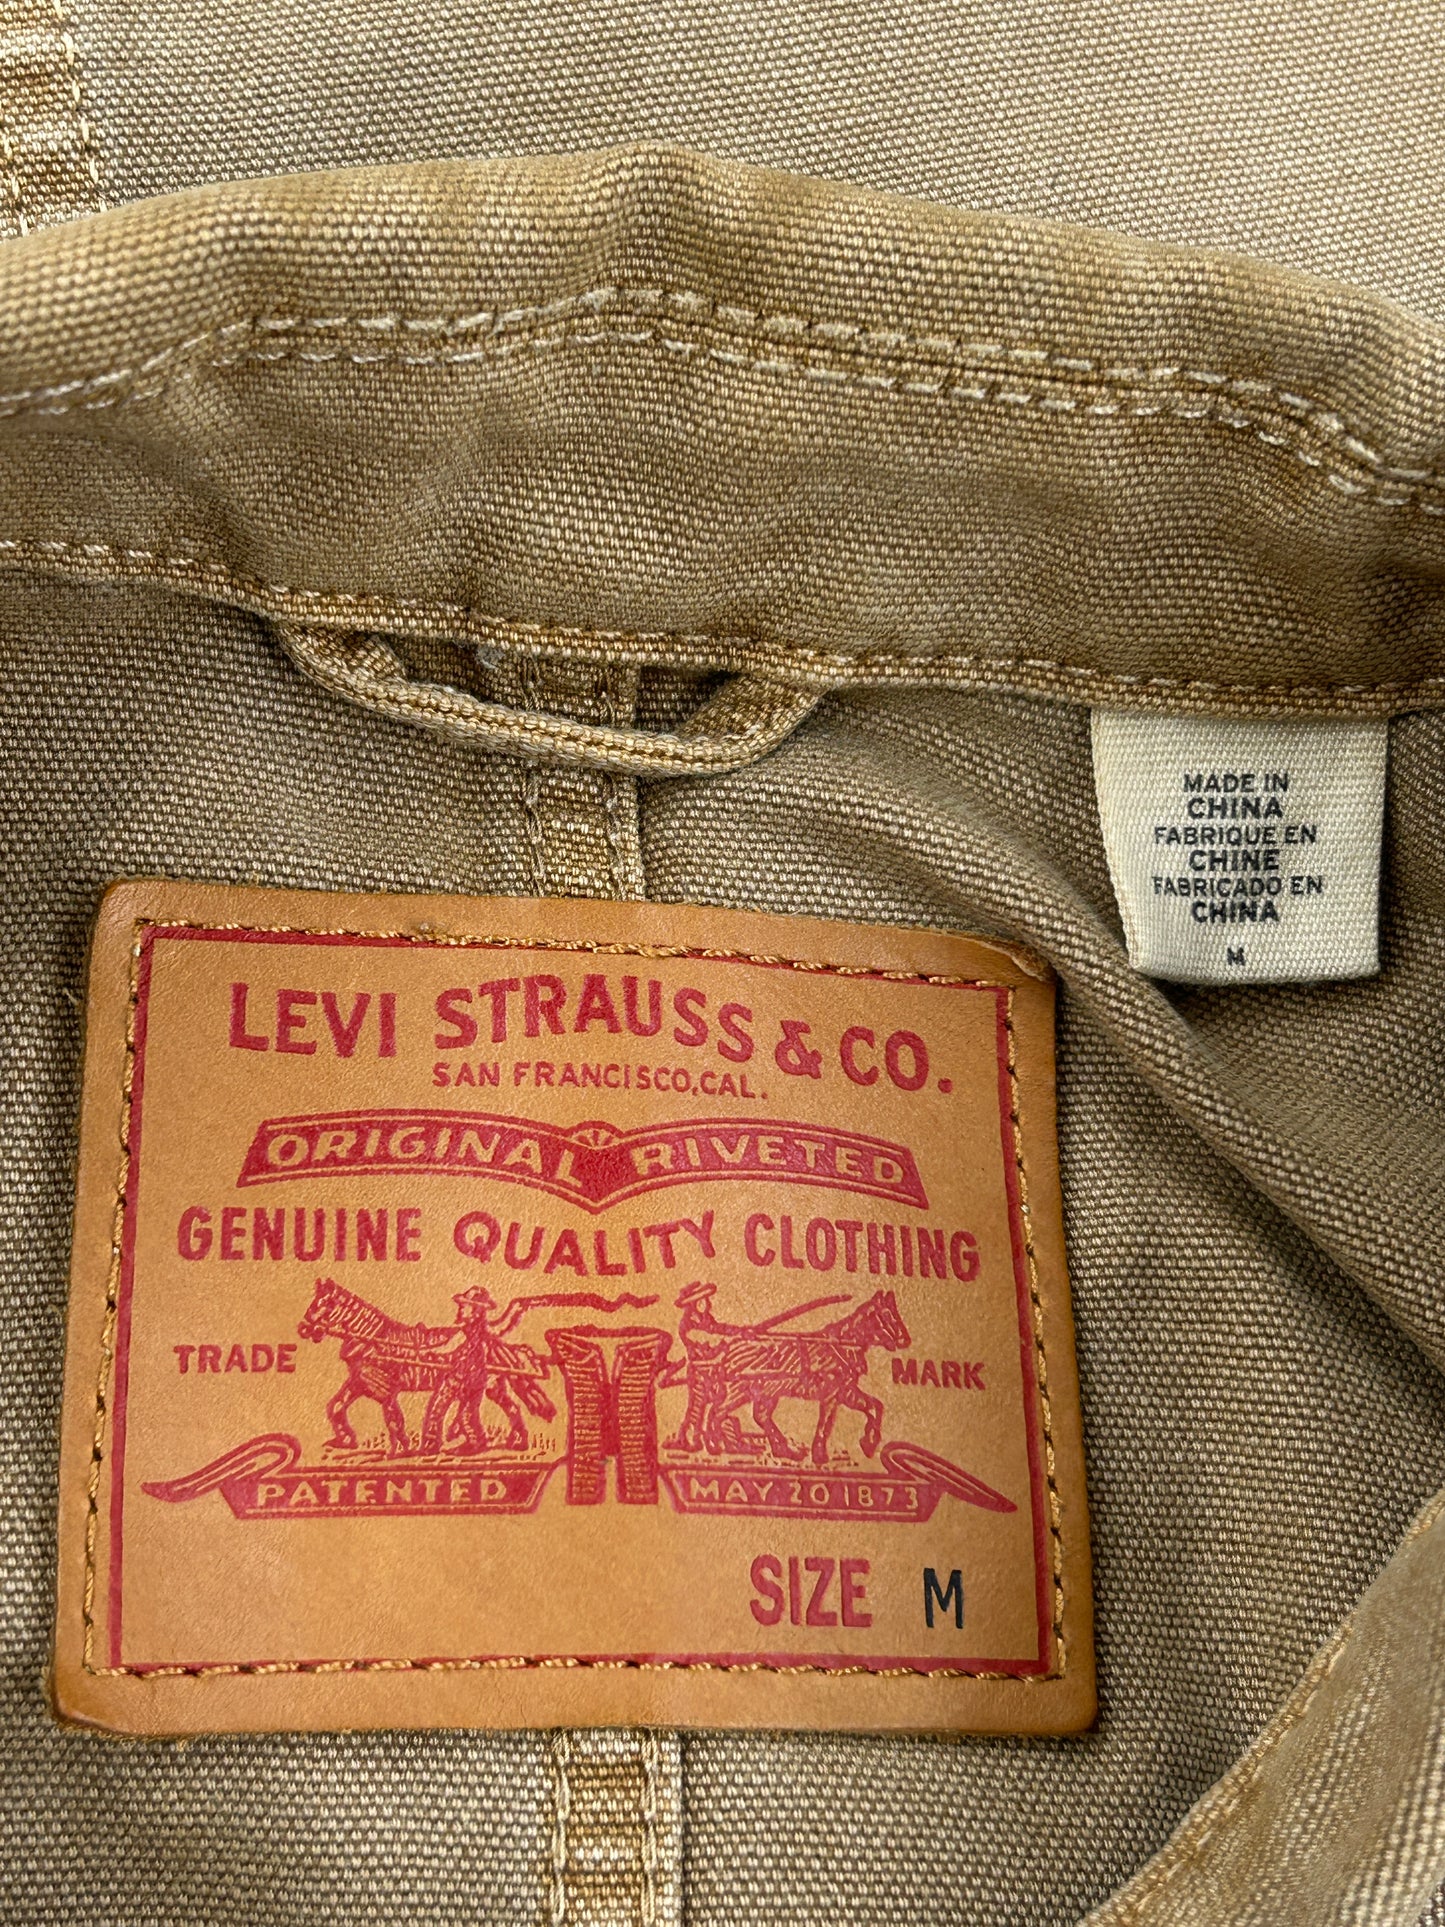 MADE IN
CHINA
FABRIQUE EN
CHINE
FABRICADO EN
CHINA
M
LEVI STRAUSS & CO.
SAN FRANCISCO, CAL.
ORIGINAL RIVETED
GENUINE QUALITY CLOTHING
TRADE MARK
PATENTED MAY 20 1873
SIZE M